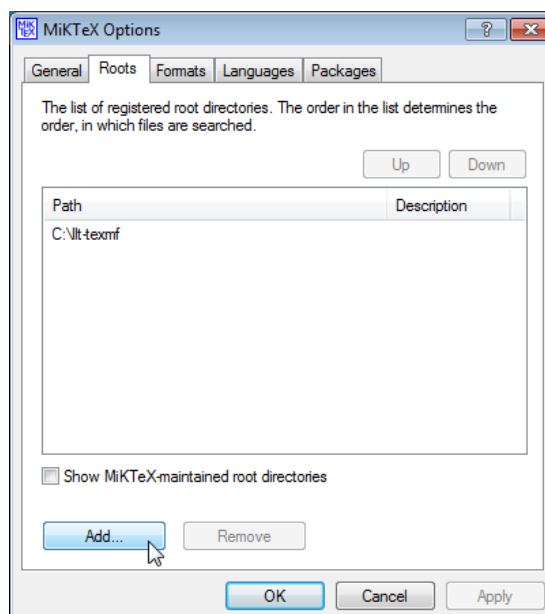 MiKTeX Options
General Roots Formats Languages Packages
The list of registered root directories. The order in the list determines the
order, in which files are searched.
Up Down
Path Description
C:\llt-texmf
Show MiKTeX-maintained root directories
Add... Remove
OK Cancel Apply